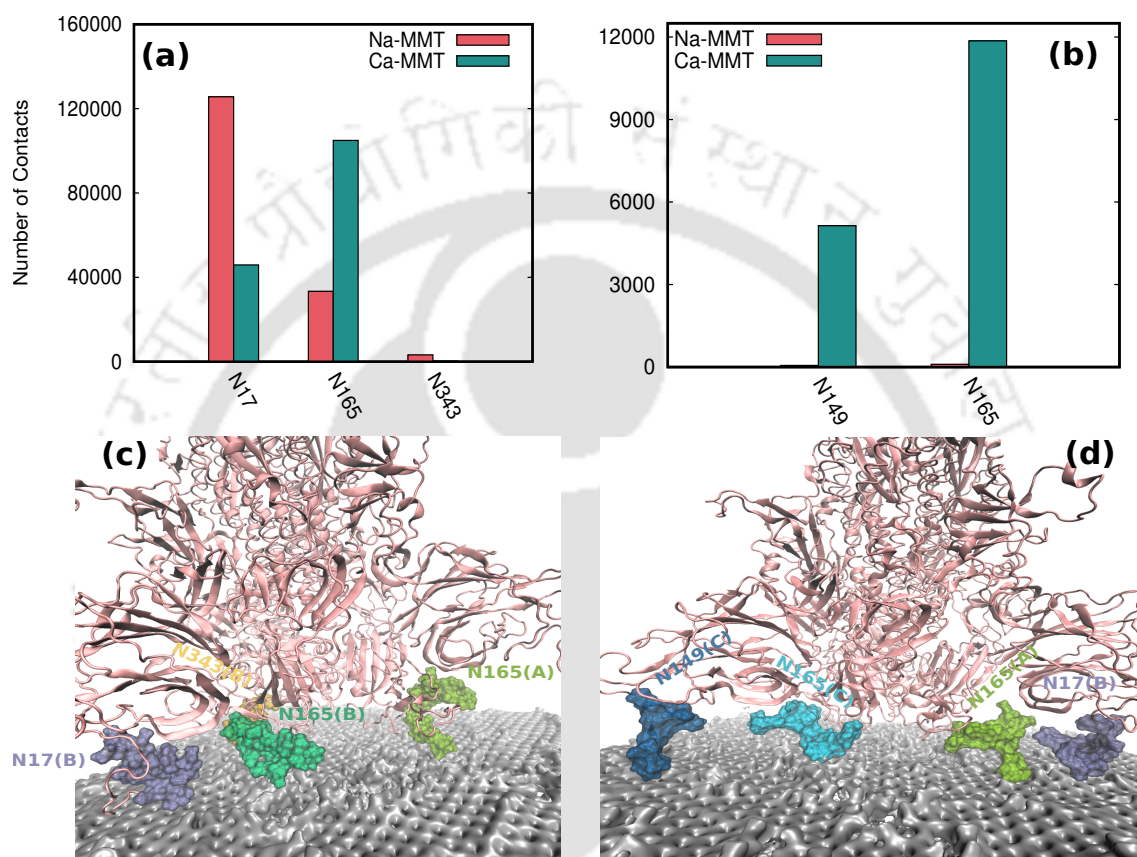 (a)
Na-MMT
Ca-MMT
Number of Contacts
160000
120000
80000
40000
0
N17
N165
N343
(b)
Na-MMT
Ca-MMT
12000
9000
6000
3000
0
N149
N165
(c)
N343(B)
N165(A)
N165(B)
N17(B)
(d)
N149(C)
N165(C)
N165(A)
N17(B)